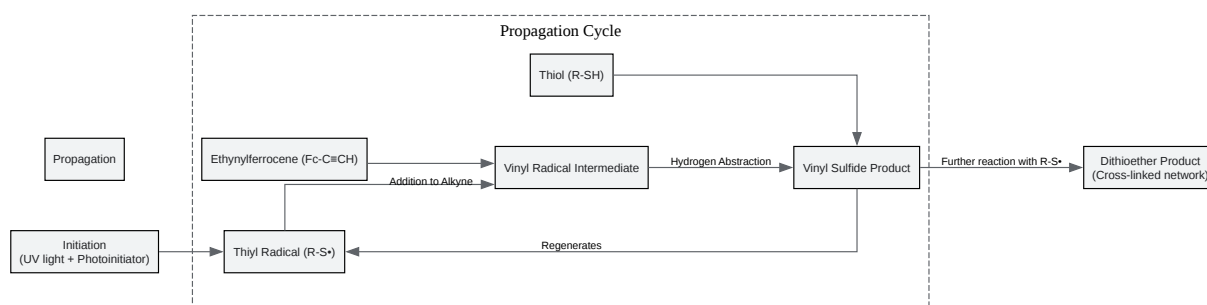 Propagation Cycle
Thiol (R-SH)
Propagation
Ethynylferrocene (Fc-C≡CH)
Vinyl Radical Intermediate
Hydrogen Abstraction
Vinyl Sulfide Product
Further reaction with R-S•
Dithioether Product
(Cross-linked network)
Addition to Alkyne
Initiation
(UV light + Photoinitiator)
Thiyl Radical (R-S•)
Regenerates